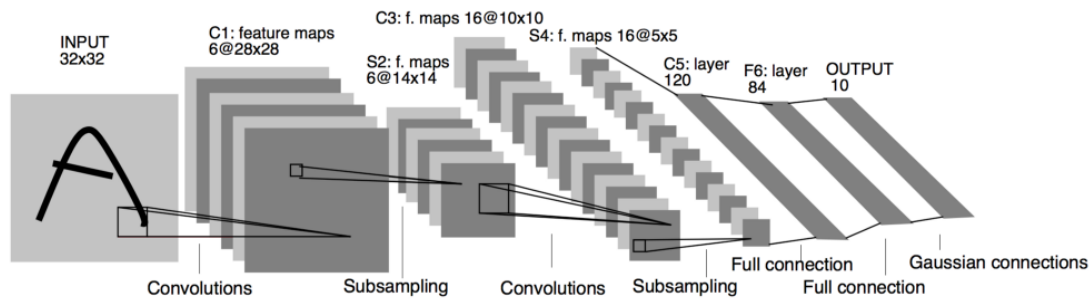 INPUT
32x32
C1: feature maps
6@28x28
S2: f. maps
6@14x14
C3: f. maps 16@10x10
S4: f. maps 16@5x5
C5: layer
120
F6: layer
84
OUTPUT
10
Convolutions
Subsampling
Convolutions
Subsampling
Full connection
Full connection
Gaussian connections